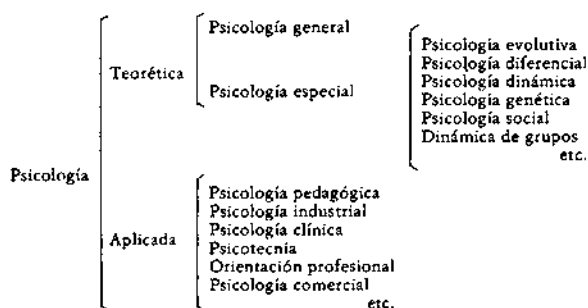 Psicología
Teorética
Psicología general
Psicología especial
Psicología evolutiva
Psicología diferencial
Psicología dinámica
Psicología genética
Psicología social
Dinámica de grupos
etc.
Aplicada
Psicología pedagógica
Psicología industrial
Psicología clínica
Psicotecnia
Orientación profesional
Psicología comercial
etc.